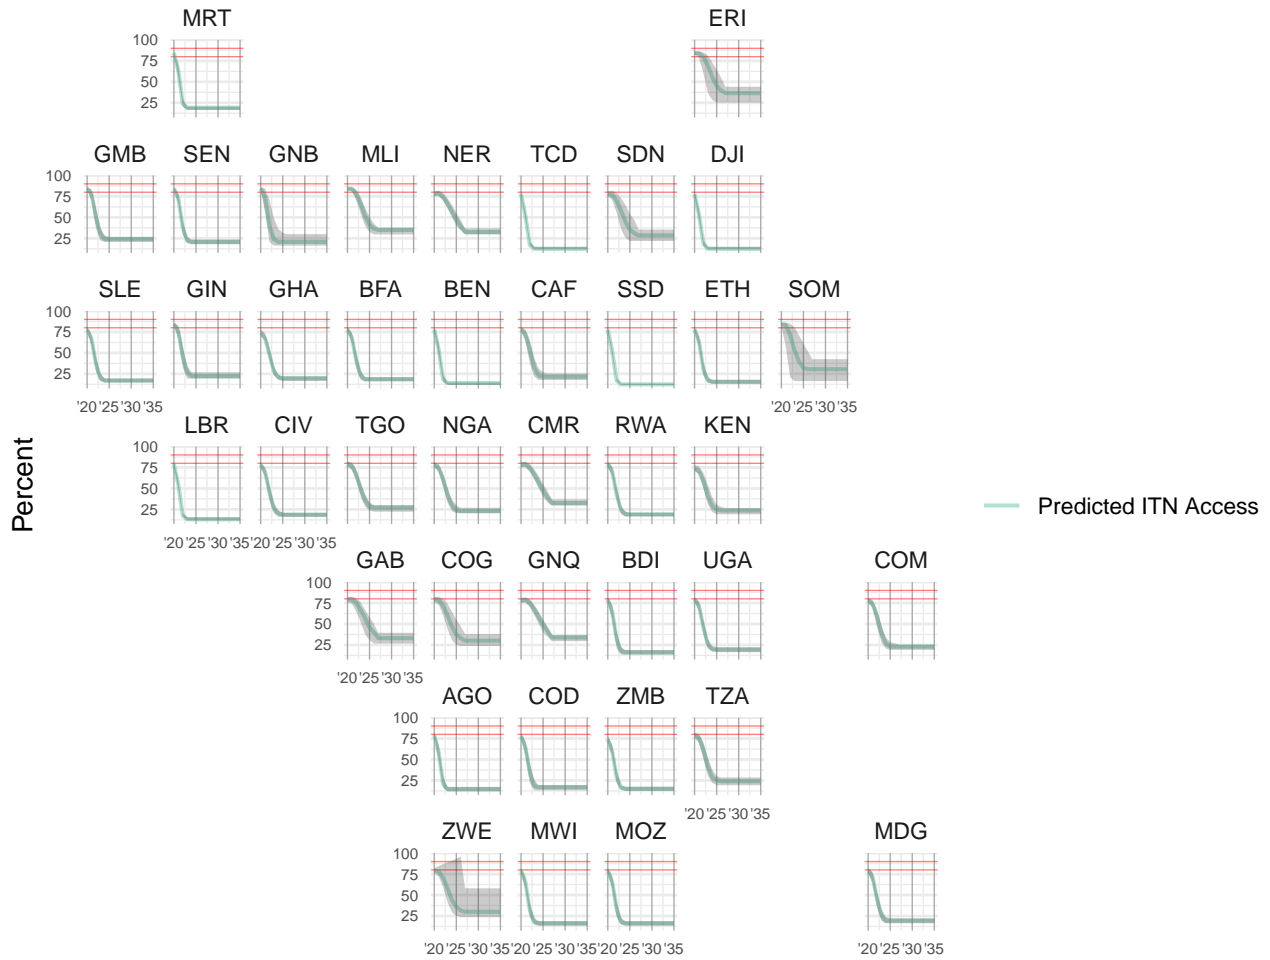 MRT ERI
100
75
50
25
GMB SEN GNB MLI NER TCD SDN DJI
100
75
50
25
SLE GIN GHA BFA BEN CAF SSD ETH SOM
100
75
50
25
'20 '25 '30 '35 '20 '25 '30 '35
LBR CIV TGO NGA CMR RWA KEN
100
75
50
25
'20 '25 '30 '35 '20 '25 '30 '35
GAB COG GNQ BDI UGA COM
100
75
50
25
'20 '25 '30 '35
AGO COD ZMB TZA
100
75
50
25
'20 '25 '30 '35
ZWE MWI MOZ MDG
100
75
50
25
'20 '25 '30 '35 '20 '25 '30 '35 '20 '25 '30 '35 '20 '25 '30 '35
Percent
Predicted ITN Access